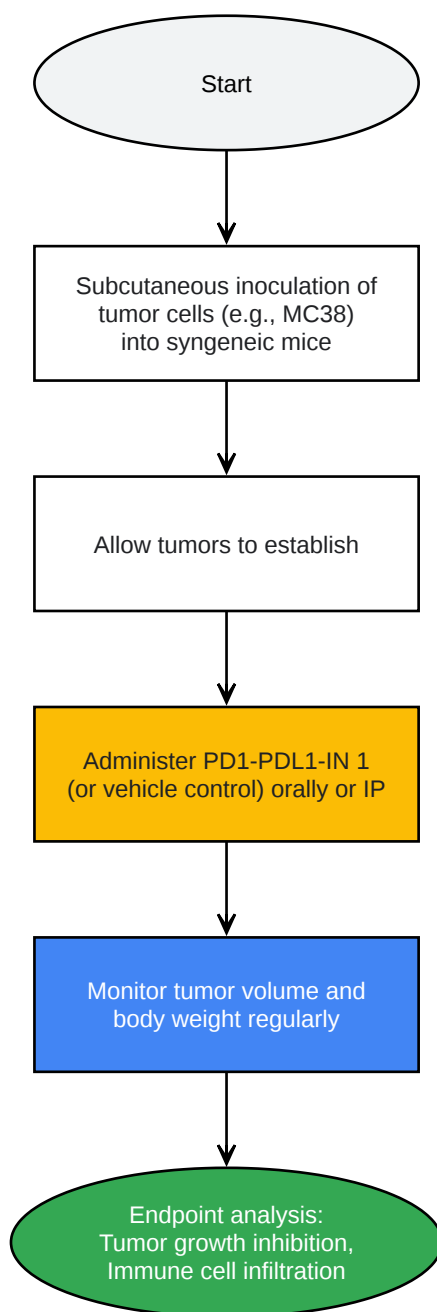 Start
Subcutaneous inoculation of
tumor cells (e.g., MC38)
into syngeneic mice
Allow tumors to establish
Administer PD1-PDL1-IN 1
(or vehicle control) orally or IP
Monitor tumor volume and
body weight regularly
Endpoint analysis:
Tumor growth inhibition,
Immune cell infiltration